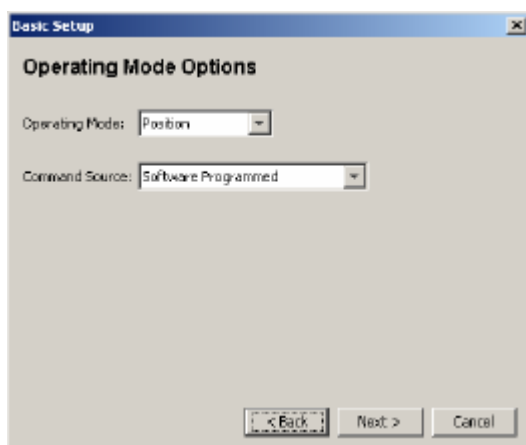 Basic Setup
Operating Mode Options
Operating Mode: Position
Command Source: Software Programmed
< Back Next > Cancel